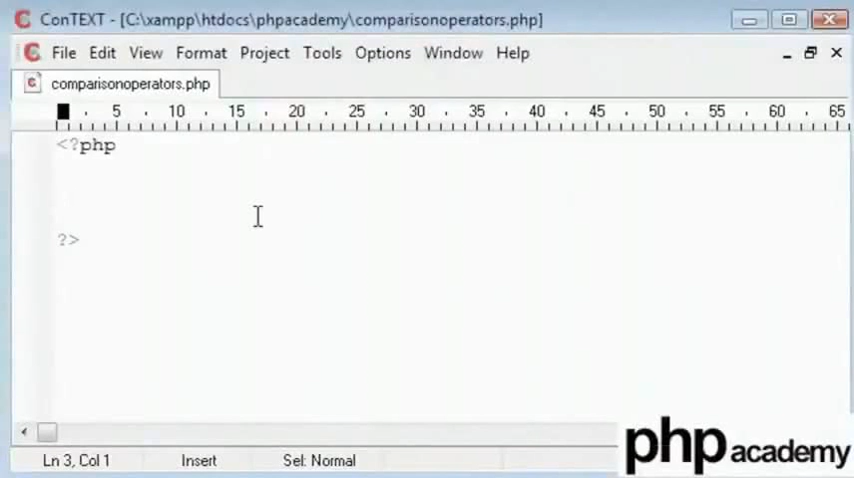 ConTEXT - [C:\xampp\htdocs\phpacademy\comparisonoperators.php]
File Edit View Format Project Tools Options Window Help
comparisonoperators.php
5 10 15 20 25 30 35 40 45 50 55 60 65
<?php
?>
Ln 3, Col 1 Insert Sel: Normal
php academy